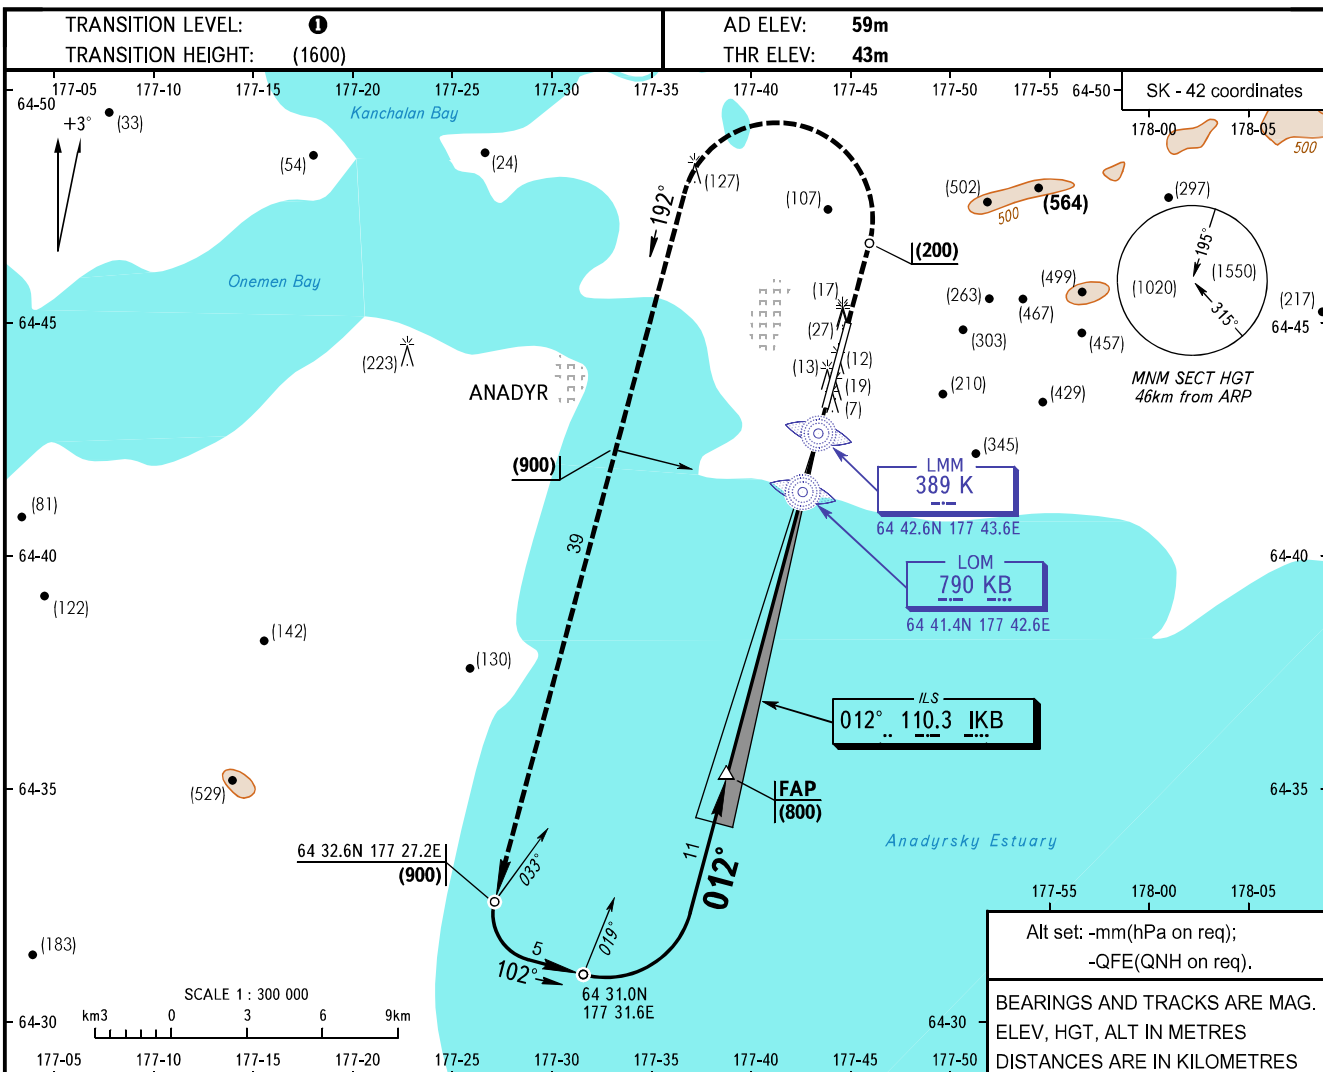 TRANSITION LEVEL: ❶
TRANSITION HEIGHT: (1600)
AD ELEV: 59m
THR ELEV: 43m
177-05 177-10 177-15 177-20 177-25 177-30 177-35 177-40 177-45 177-50 177-55 64-50
64-50
SK - 42 coordinates
178-00 178-05
+3°
(33)
Kanchalan Bay
(54)
(24)
(127)
(107)
(502)
500
(564)
(297)
500
192°
(200)
195°
(1020)
(1550)
315°
Onemen Bay
(17)
(27)
(263)
(467)
(499)
(217)
64-45
64-45
(303)
(457)
(223)
(13)
(12)
(19)
(7)
(210)
(429)
MNM SECT HGT
46km from ARP
ANADYR
(345)
(900)
LMM
389 K
64 42.6N 177 43.6E
(81)
39
64-40
64-40
LOM
790 KB
64 41.4N 177 42.6E
(122)
(142)
(130)
ILS
012° 110.3 IKB
(529)
64-35
64-35
FAP
(800)
Anadyrsky Estuary
64 32.6N 177 27.2E
(900)
033°
11
012°
019°
177-55 178-00 178-05
(183)
5
102°
64 31.0N
177 31.6E
Alt set: -mm(hPa on req);
-QFE(QNH on req).
SCALE 1 : 300 000
km3 0 3 6 9km
64-30
64-30
BEARINGS AND TRACKS ARE MAG.
ELEV, HGT, ALT IN METRES
DISTANCES ARE IN KILOMETRES
177-05 177-10 177-15 177-20 177-25 177-30 177-35 177-40 177-45 177-50